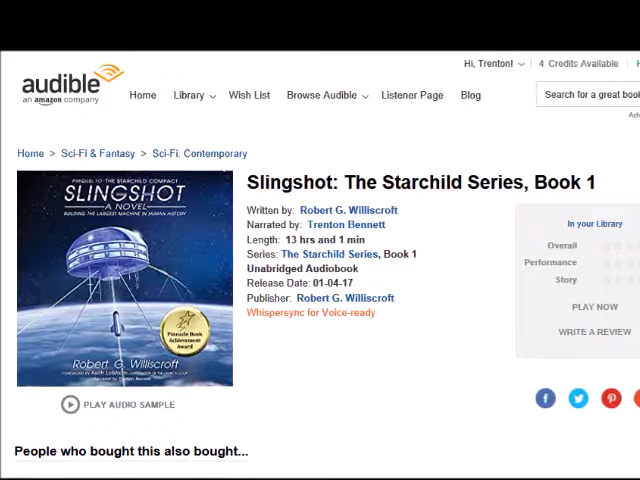 Hi, Trenton!
4 Credits Available
audible
an amazon company
Home
Library
Wish List
Browse Audible
Listener Page
Blog
Search for a great book
Home > Sci-Fi & Fantasy > Sci-Fi: Contemporary
Slingshot: The Starchild Series, Book 1
PREQUEL TO THE STARCHILD COMPACT
SLINGSHOT
A NOVEL
BUILDING THE LARGEST MACHINE IN HUMAN HISTORY
Pinnacle Book
Achievement
Award
Robert G. Williscroft
Written by: Robert G. Williscroft
Narrated by: Trenton Bennett
Length: 13 hrs and 1 min
Series: The Starchild Series, Book 1
Unabridged Audiobook
Release Date: 01-04-17
Publisher: Robert G. Williscroft
Whispersync for Voice-ready
In your Library
Overall
Performance
Story
PLAY NOW
WRITE A REVIEW
PLAY AUDIO SAMPLE
People who bought this also bought...